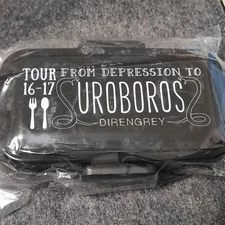 TOUR FROM DEPRESSION TO
16-17 UROBOROS
DIRENGREY